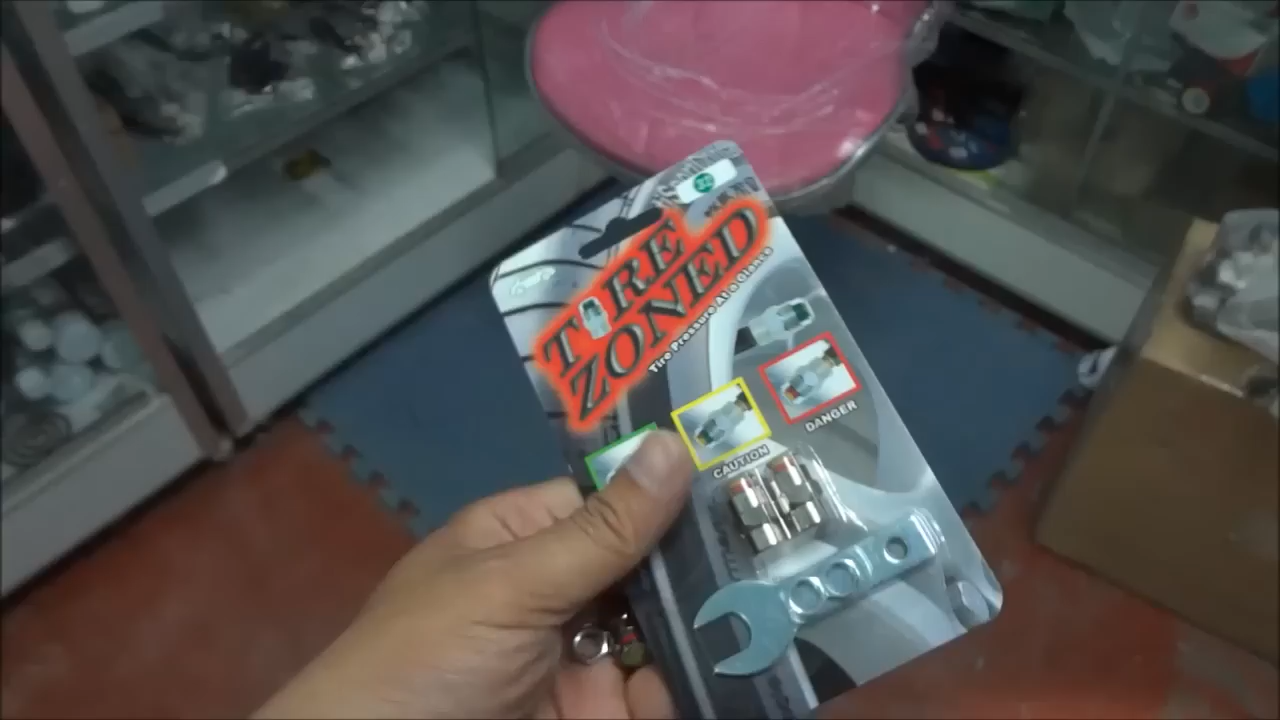 TIRE
ZONED
Tire Pressure At a Glance
DANGER
CAUTION